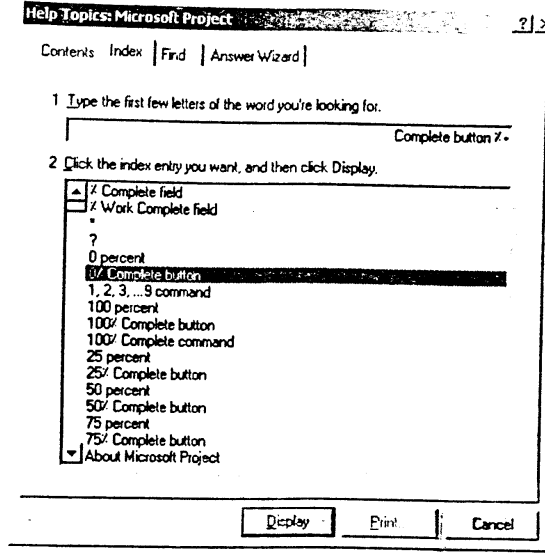 Help Topics: Microsoft Project
Contents Index Find Answer Wizard
1 Type the first few letters of the word you're looking for.
Complete button %•
2 Click the index entry you want, and then click Display.
% Complete field
% Work Complete field
*
?
0 percent
0% Complete button
1, 2, 3, ...9 command
100 percent
100% Complete button
100% Complete command
25 percent
25% Complete button
50 percent
50% Complete button
75 percent
75% Complete button
About Microsoft Project
Display Print Cancel